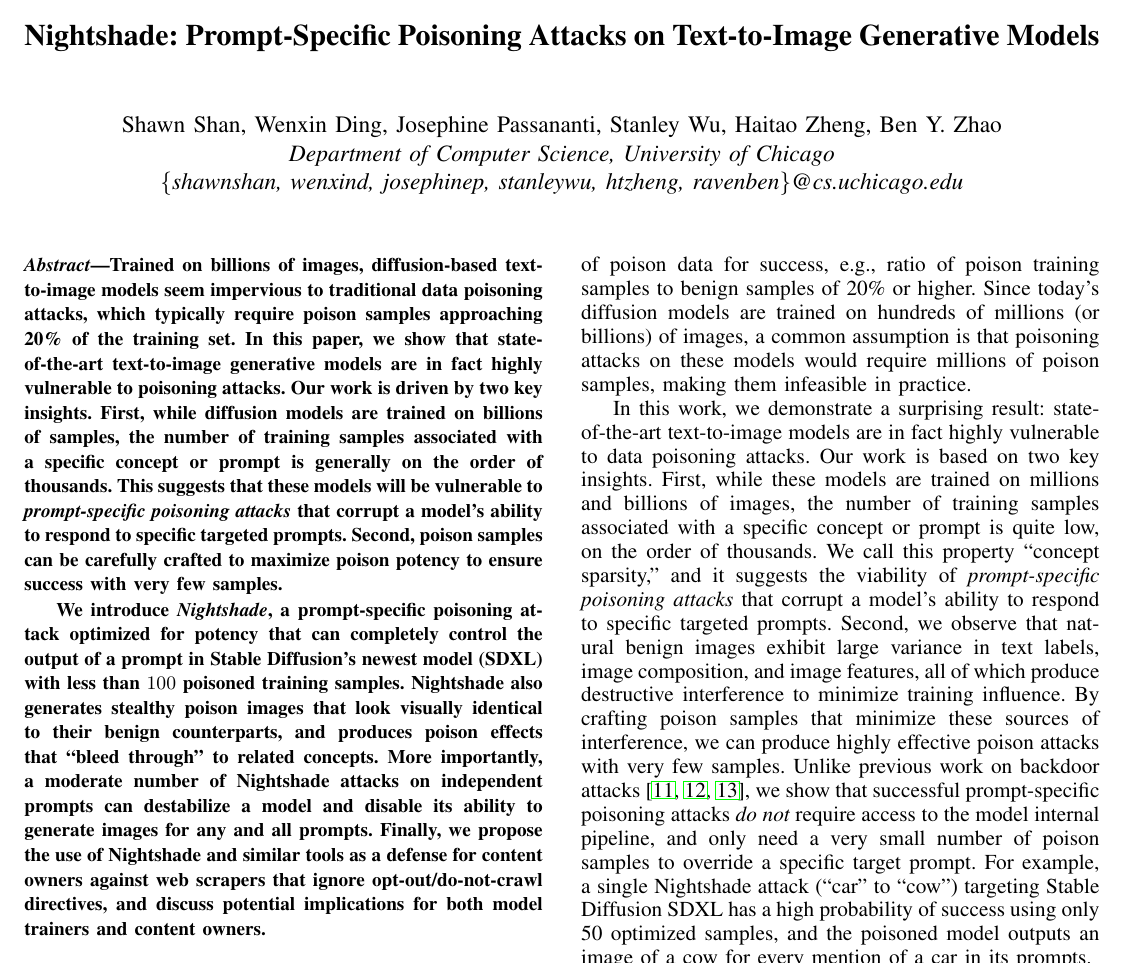 Nightshade: Prompt-Specific Poisoning Attacks on Text-to-Image Generative Models
Shawn Shan, Wenxin Ding, Josephine Passananti, Stanley Wu, Haitao Zheng, Ben Y. Zhao
Department of Computer Science, University of Chicago
{shawnshan, wenxind, josephinep, stanleywu, htzheng, ravenben}@cs.uchicago.edu
Abstract—Trained on billions of images, diffusion-based text-
to-image models seem impervious to traditional data poisoning
attacks, which typically require poison samples approaching
20% of the training set. In this paper, we show that state-
of-the-art text-to-image generative models are in fact highly
vulnerable to poisoning attacks. Our work is driven by two key
insights. First, while diffusion models are trained on billions
of samples, the number of training samples associated with
a specific concept or prompt is generally on the order of
thousands. This suggests that these models will be vulnerable to
prompt-specific poisoning attacks that corrupt a model's ability
to respond to specific targeted prompts. Second, poison samples
can be carefully crafted to maximize poison potency to ensure
success with very few samples.
We introduce Nightshade, a prompt-specific poisoning at-
tack optimized for potency that can completely control the
output of a prompt in Stable Diffusion's newest model (SDXL)
with less than 100 poisoned training samples. Nightshade also
generates stealthy poison images that look visually identical
to their benign counterparts, and produces poison effects
that “bleed through” to related concepts. More importantly,
a moderate number of Nightshade attacks on independent
prompts can destabilize a model and disable its ability to
generate images for any and all prompts. Finally, we propose
the use of Nightshade and similar tools as a defense for content
owners against web scrapers that ignore opt-out/do-not-crawl
directives, and discuss potential implications for both model
trainers and content owners.
of poison data for success, e.g., ratio of poison training
samples to benign samples of 20% or higher. Since today's
diffusion models are trained on hundreds of millions (or
billions) of images, a common assumption is that poisoning
attacks on these models would require millions of poison
samples, making them infeasible in practice.
In this work, we demonstrate a surprising result: state-
of-the-art text-to-image models are in fact highly vulnerable
to data poisoning attacks. Our work is based on two key
insights. First, while these models are trained on millions
and billions of images, the number of training samples
associated with a specific concept or prompt is quite low,
on the order of thousands. We call this property “concept
sparsity,” and it suggests the viability of prompt-specific
poisoning attacks that corrupt a model's ability to respond
to specific targeted prompts. Second, we observe that nat-
ural benign images exhibit large variance in text labels,
image composition, and image features, all of which produce
destructive interference to minimize training influence. By
crafting poison samples that minimize these sources of
interference, we can produce highly effective poison attacks
with very few samples. Unlike previous work on backdoor
attacks [11, 12, 13], we show that successful prompt-specific
poisoning attacks do not require access to the model internal
pipeline, and only need a very small number of poison
samples to override a specific target prompt. For example,
a single Nightshade attack (“car” to “cow”) targeting Stable
Diffusion SDXL has a high probability of success using only
50 optimized samples, and the poisoned model outputs an
image of a cow for every mention of a car in its prompts.